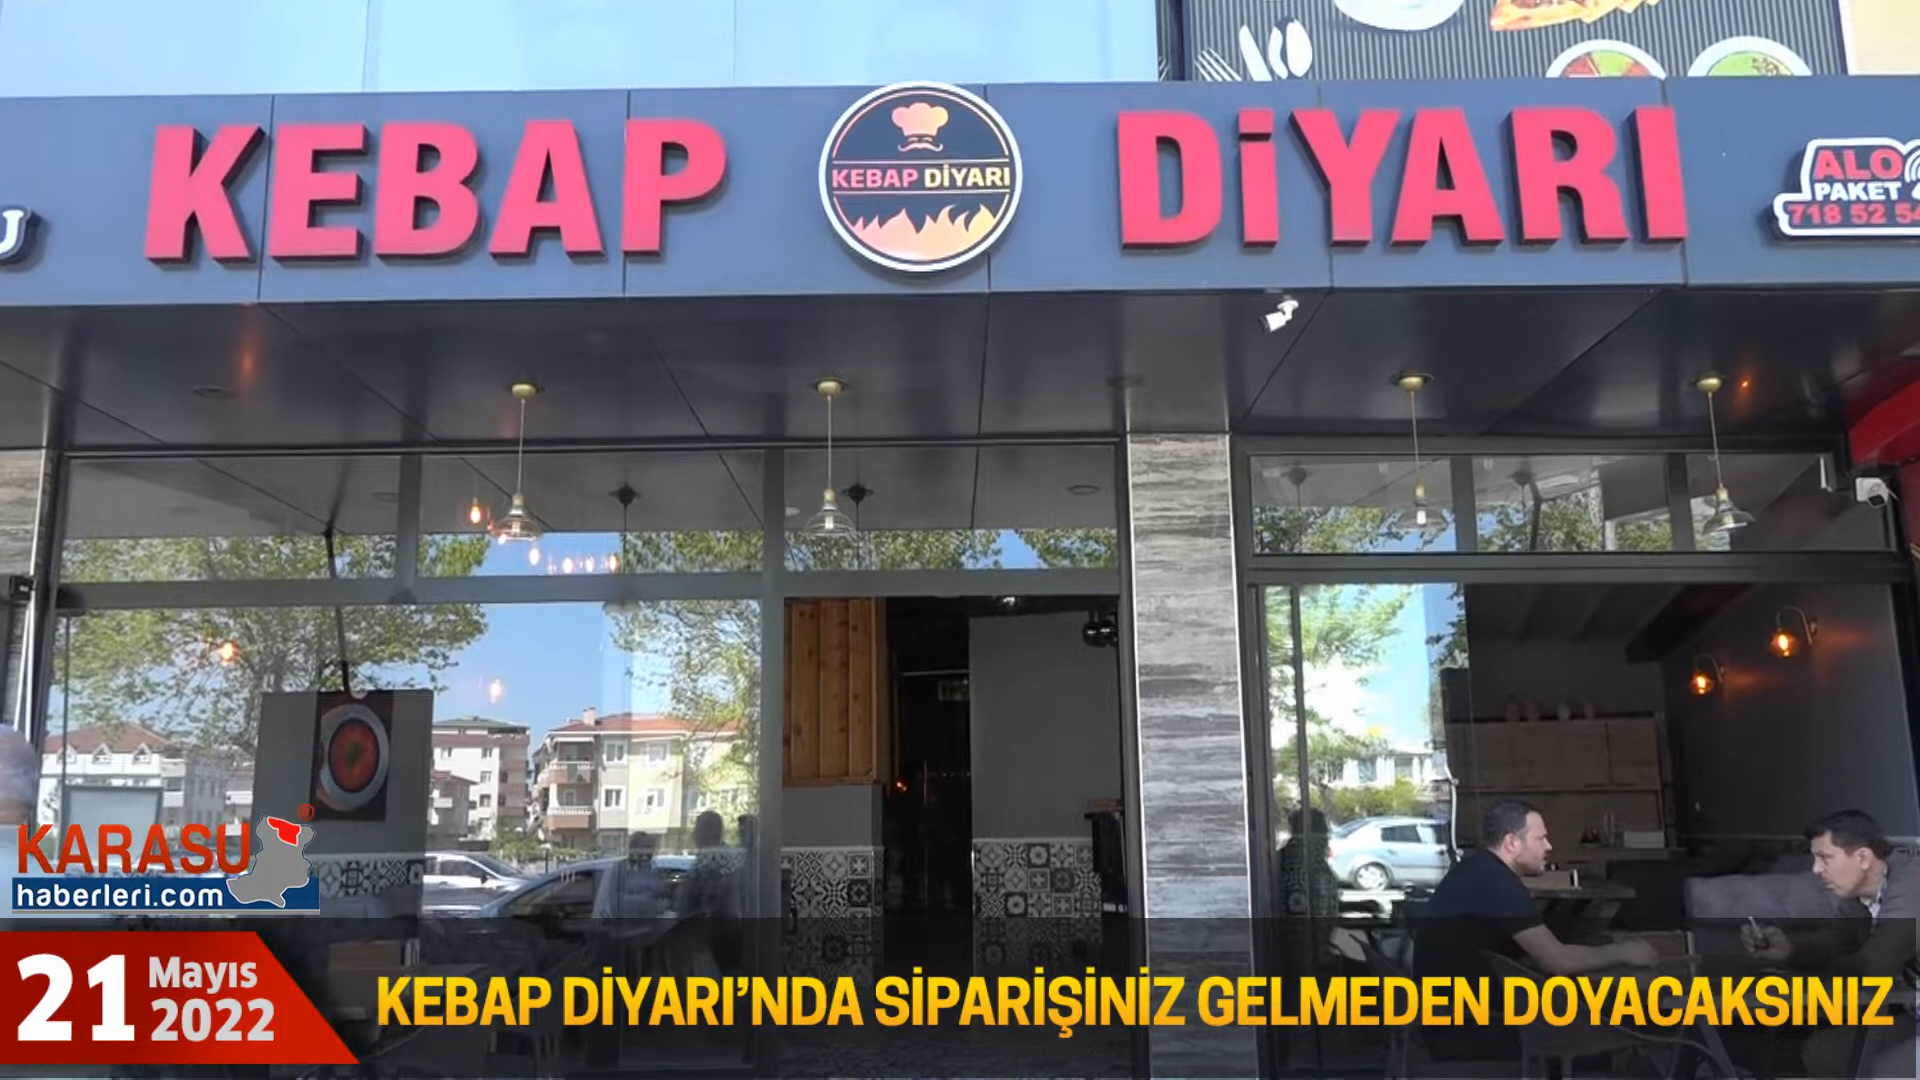 KEBAP DİYARI
KEBAP DİYARI
ALO
PAKET
718 52 54
KARASU®
haberleri.com
21 Mayıs 2022
KEBAP DİYARI’NDA SİPARİŞİNİZ GELMEDEN DOYACAKSINIZ